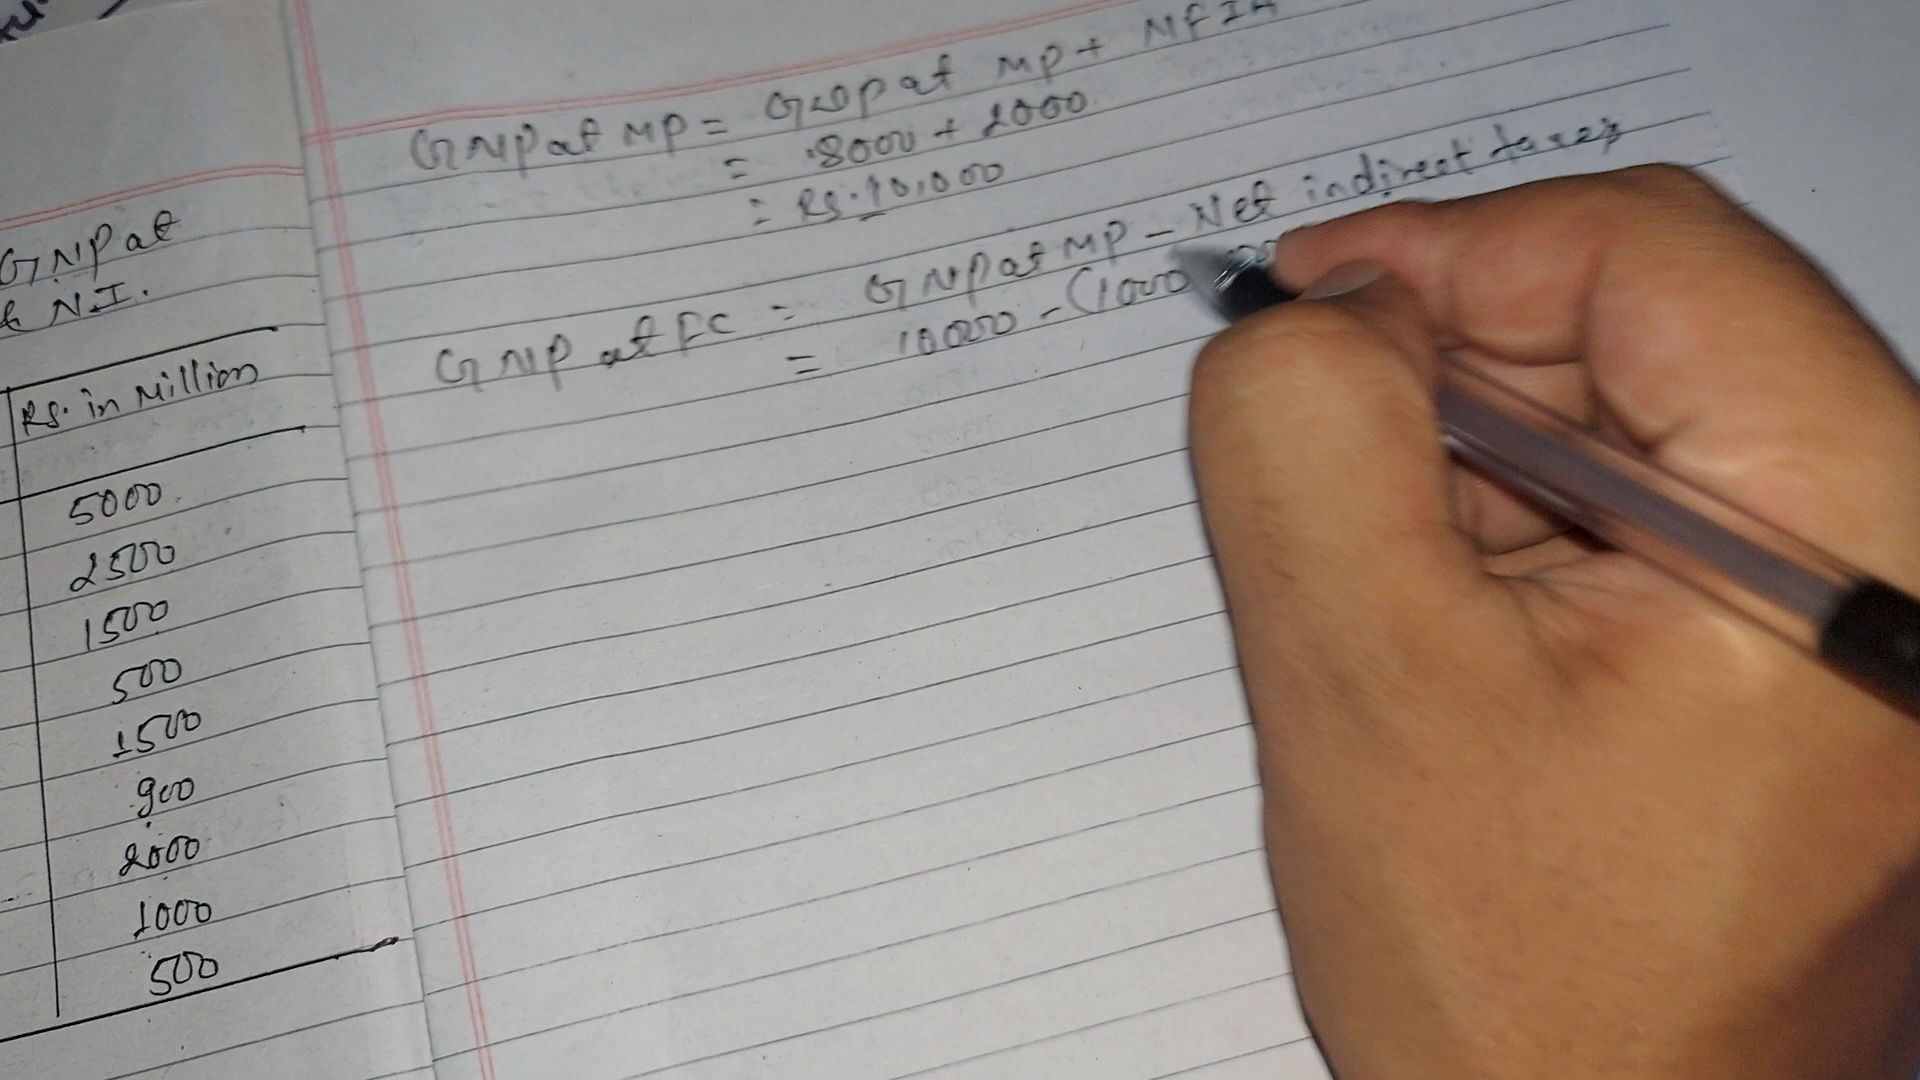 GNP at
& N.I.
Rs. in Million
5000
2500
1500
500
1500
900
2000
1000
500
GNP at MP = GDP at MP + NFIA
= 8000 + 2000
= Rs. 10,000
GNP at FC = GNP at MP - Net indirect taxes
= 10000 - (1000